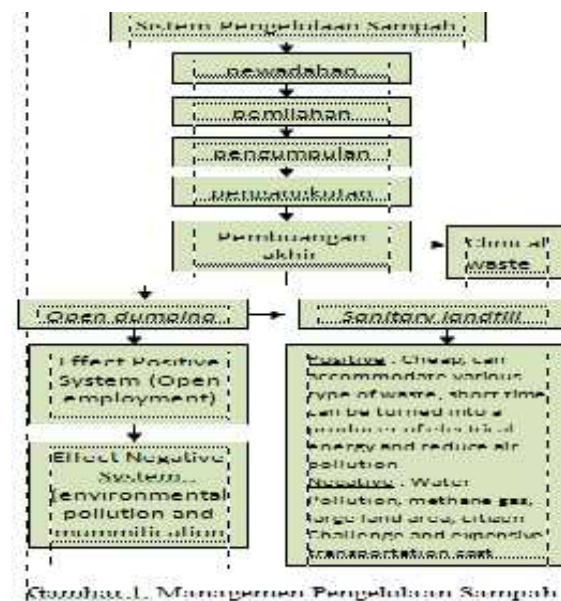 Sistem Pengelolaan Sampah
pewadahan
pemilahan
pengumpulan
pengangkutan
Pembuangan
akhir
Clinical
waste
Open dumping
Sanitary landfill
Effect Positive
System (Open
employment)
Effect Negative
System..
(environmental
pollution and
mummification
Positive : Cheap, can
accommodate various
type of waste, short time
can be turned into a
producer of electrical
energy and reduce air
pollution
Negative : Water
Pollution, methane gas,
large land area, citizen
Challenge and expensive
transportation cost
Gambar.1. Managemen Pengelolaan Sampah